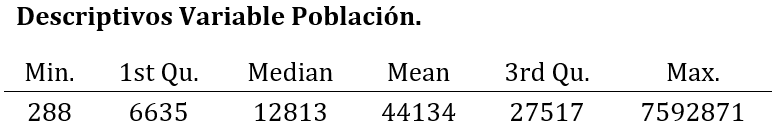 Descriptivos Variable Población.
Min. 1st Qu. Median Mean 3rd Qu. Max.
288 6635 12813 44134 27517 7592871